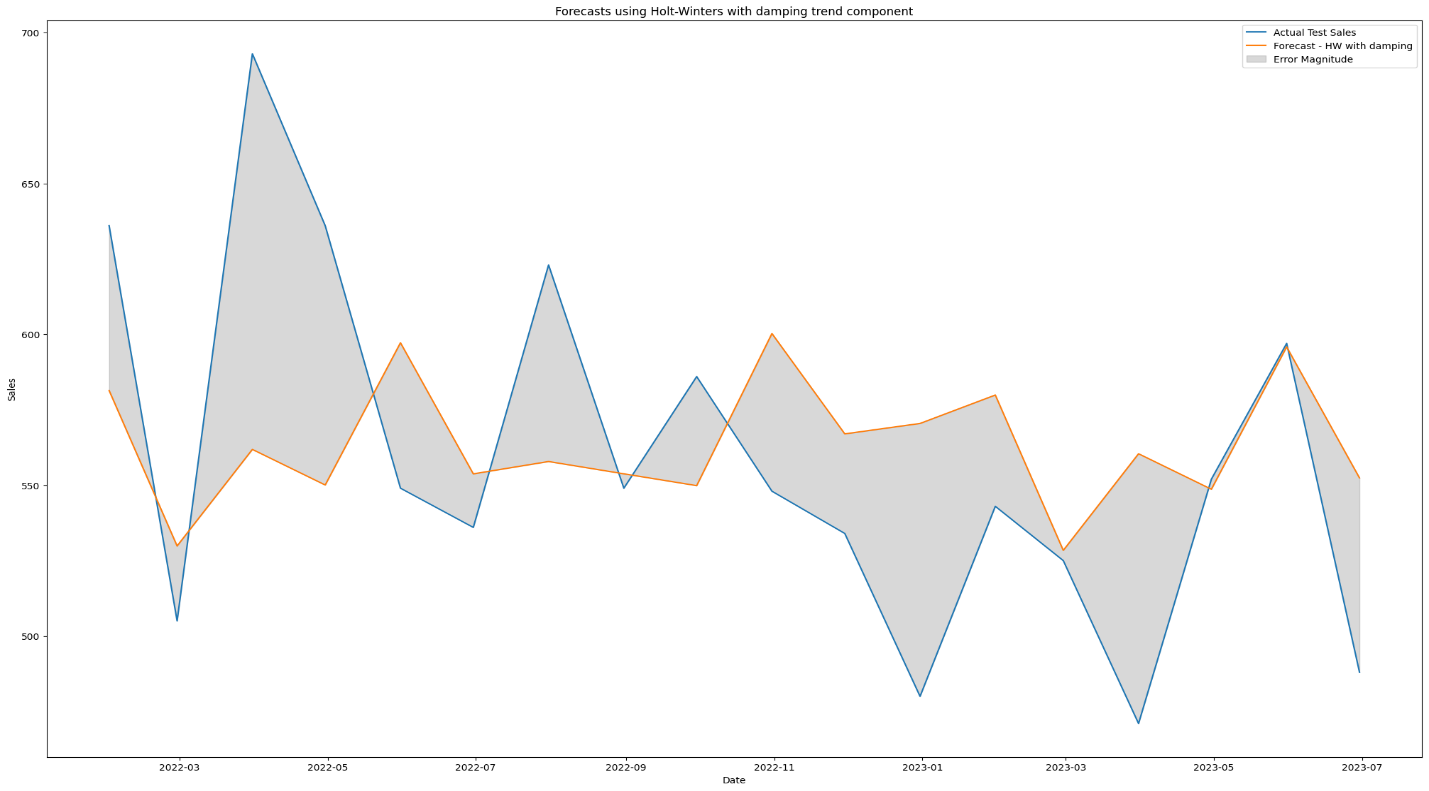 Forecasts using Holt-Winters with damping trend component
Actual Test Sales
Forecast - HW with damping
Error Magnitude
700
650
600
550
500
Sales
2022-03
2022-05
2022-07
2022-09
2022-11
2023-01
2023-03
2023-05
2023-07
Date